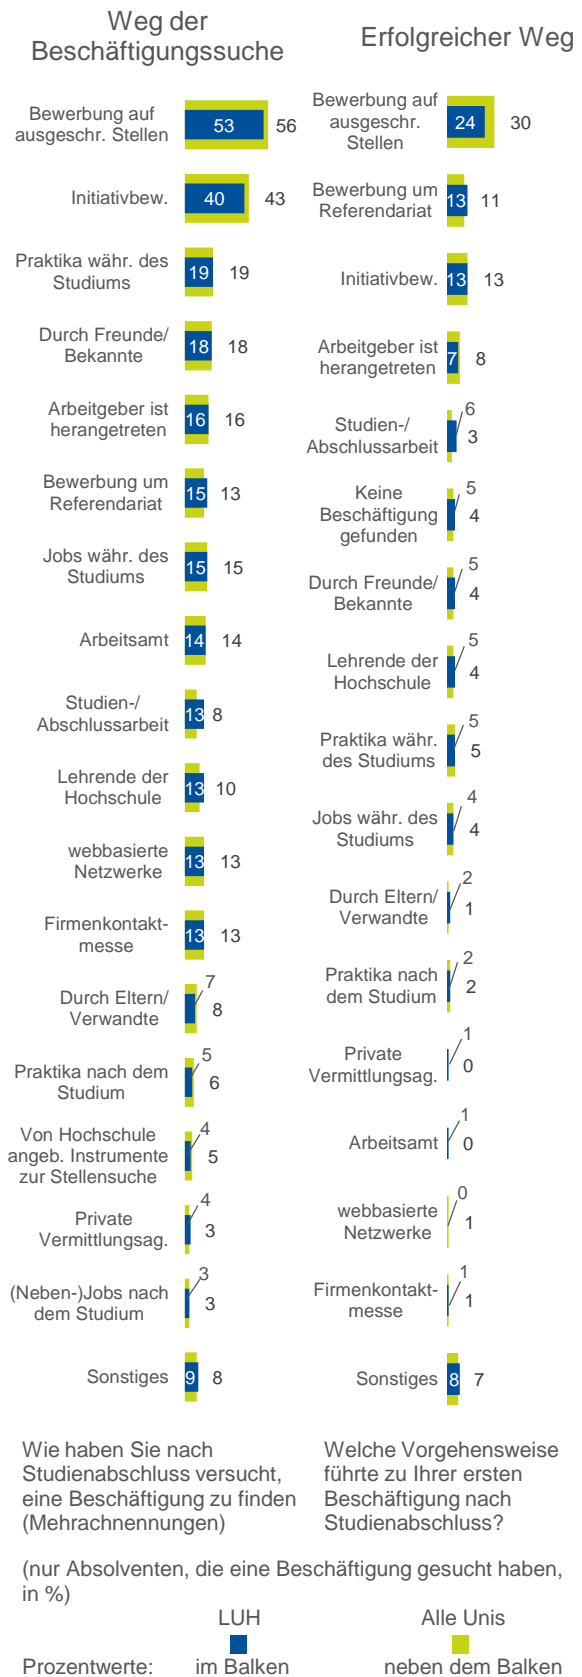 Weg der
Beschäftigungssuche
Bewerbung auf
ausgeschr. Stellen
53 56
Initiativbew.
40 43
Praktika währ. des
Studiums
19 19
Durch Freunde/
Bekannte
18 18
Arbeitgeber ist
herangetreten
16 16
Bewerbung um
Referendariat
15 13
Jobs währ. des
Studiums
15 15
Arbeitsamt
14 14
Studien-/
Abschlussarbeit
13 8
Lehrende der
Hochschule
13 10
webbasierte
Netzwerke
13 13
Firmenkontakt-
messe
13 13
Durch Eltern/
Verwandte
7
8
Praktika nach dem
Studium
5
6
Von Hochschule
angeb. Instrumente
zur Stellensuche
4
5
Private
Vermittlungsag.
4
3
(Neben-)Jobs nach
dem Studium
3
3
Sonstiges
9 8
Wie haben Sie nach
Studienabschluss versucht,
eine Beschäftigung zu finden
(Mehrachnennungen)
Erfolgreicher Weg
Bewerbung auf
ausgeschr.
Stellen
24 30
Bewerbung um
Referendariat
13 11
Initiativbew.
13 13
Arbeitgeber ist
herangetreten
7 8
Studien-/
Abschlussarbeit
6
3
Keine
Beschäftigung
gefunden
5
4
Durch Freunde/
Bekannte
5
4
Lehrende der
Hochschule
5
4
Praktika währ.
des Studiums
5
5
Jobs währ. des
Studiums
4
4
Durch Eltern/
Verwandte
2
1
Praktika nach
dem Studium
2
2
Private
Vermittlungsag.
1
0
Arbeitsamt
1
0
webbasierte
Netzwerke
0
1
Firmenkontakt-
messe
1
1
Sonstiges
8 7
Welche Vorgehensweise
führte zu Ihrer ersten
Beschäftigung nach
Studienabschluss?
(nur Absolventen, die eine Beschäftigung gesucht haben,
in %)
LUH Alle Unis
Prozentwerte: im Balken neben dem Balken